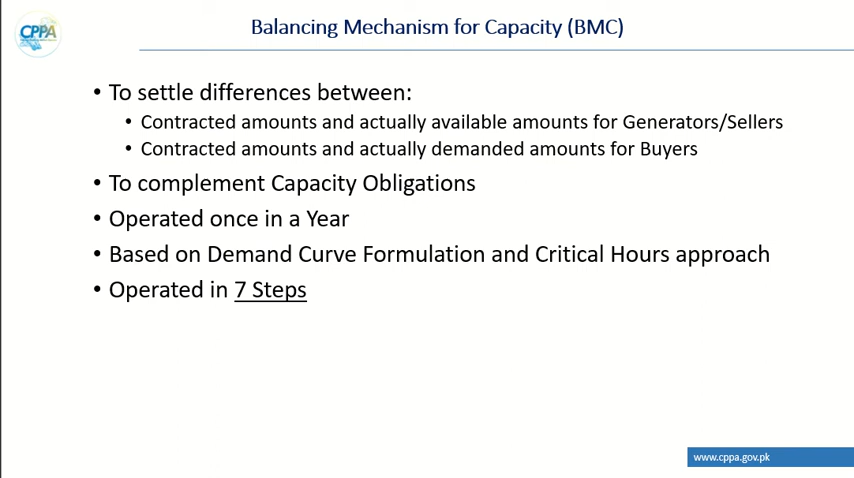 CPPA
Balancing Mechanism for Capacity (BMC)
• To settle differences between:
• Contracted amounts and actually available amounts for Generators/Sellers
• Contracted amounts and actually demanded amounts for Buyers
• To complement Capacity Obligations
• Operated once in a Year
• Based on Demand Curve Formulation and Critical Hours approach
• Operated in 7 Steps
www.cppa.gov.pk